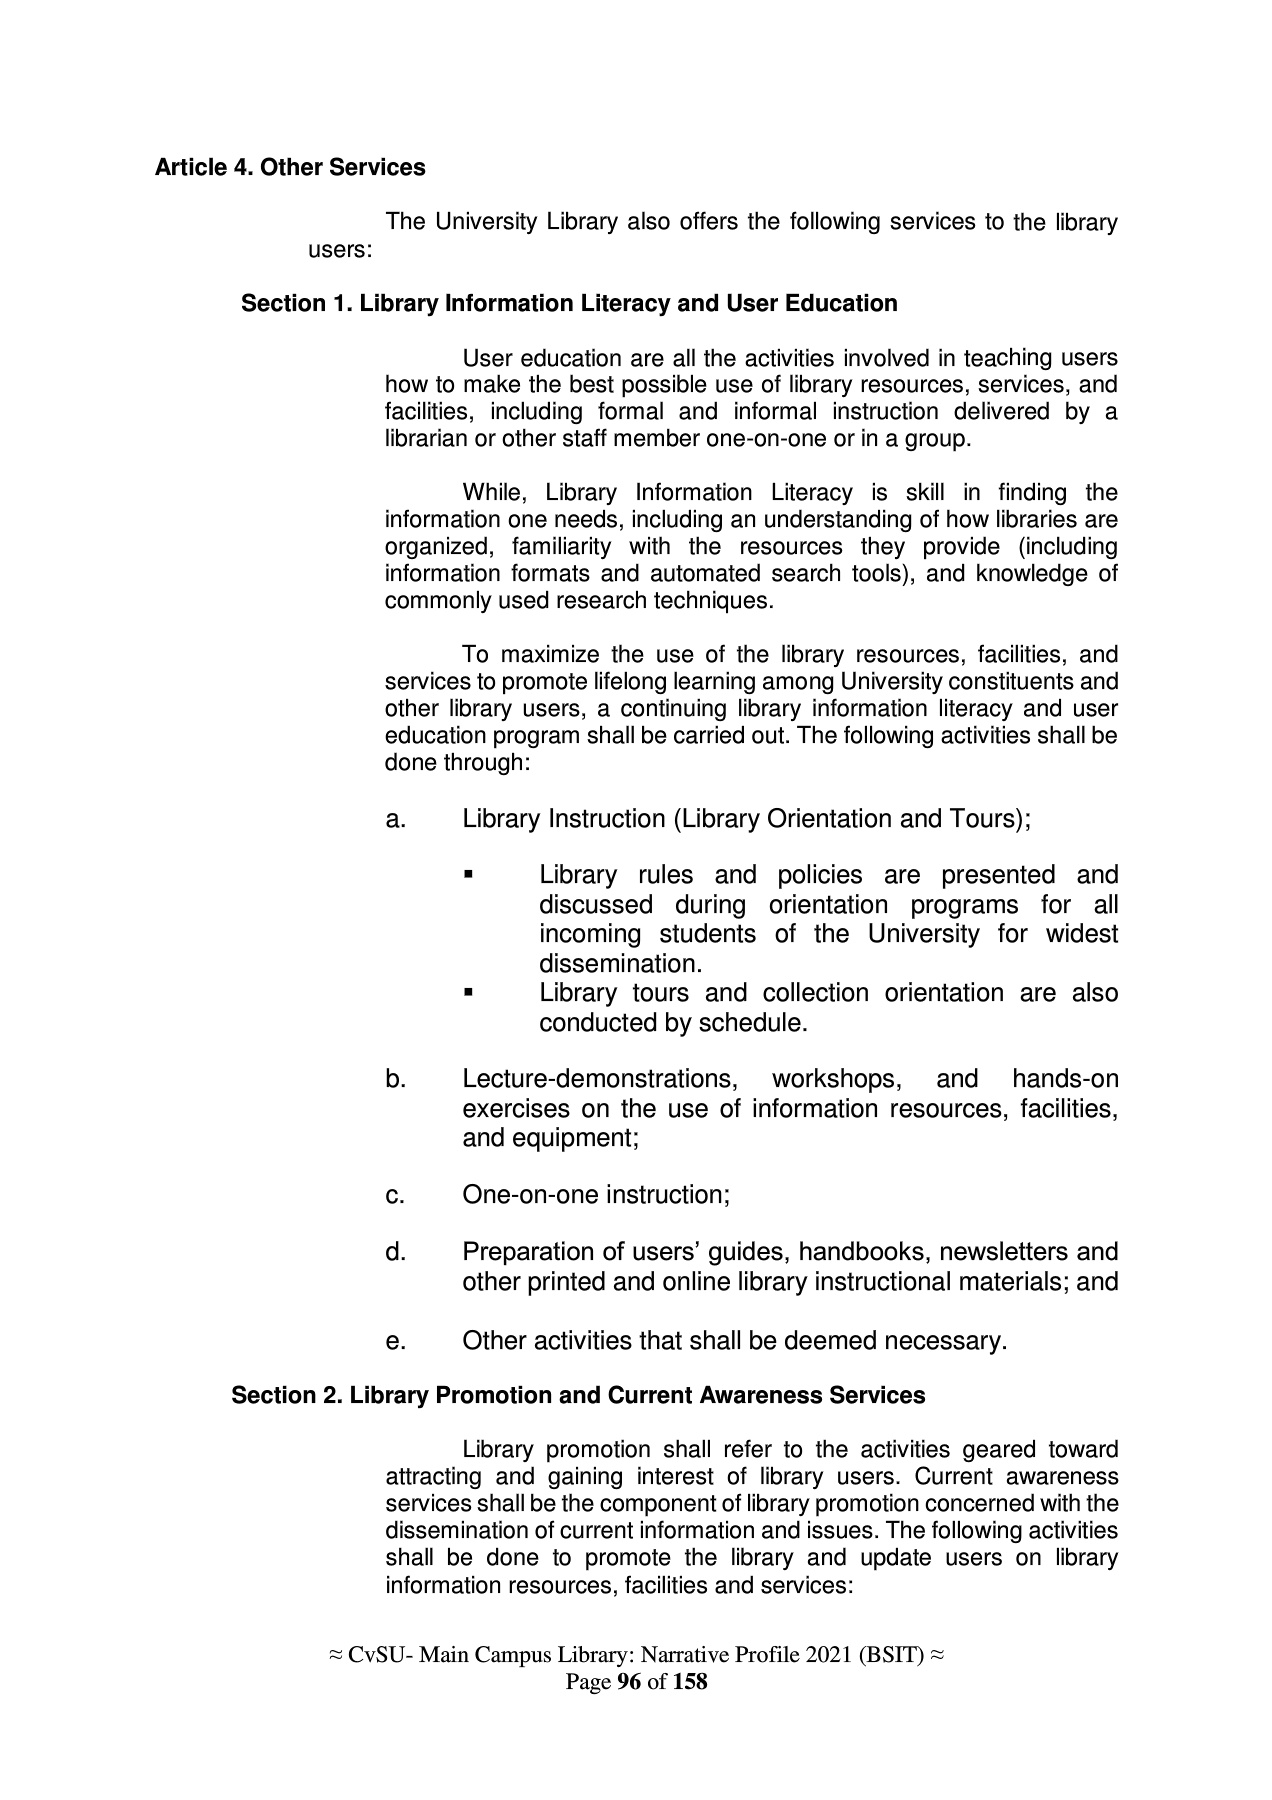 Article 4. Other Services
The University Library also offers the following services to the library
users:
Section 1. Library Information Literacy and User Education
User education are all the activities involved in teaching users
how to make the best possible use of library resources, services, and
facilities, including formal and informal instruction delivered by a
librarian or other staff member one-on-one or in a group.
While, Library Information Literacy is skill in finding the
information one needs, including an understanding of how libraries are
organized, familiarity with the resources they provide (including
information formats and automated search tools), and knowledge of
commonly used research techniques.
To maximize the use of the library resources, facilities, and
services to promote lifelong learning among University constituents and
other library users, a continuing library information literacy and user
education program shall be carried out. The following activities shall be
done through:
a. Library Instruction (Library Orientation and Tours);
▪ Library rules and policies are presented and
discussed during orientation programs for all
incoming students of the University for widest
dissemination.
▪ Library tours and collection orientation are also
conducted by schedule.
b. Lecture-demonstrations, workshops, and hands-on
exercises on the use of information resources, facilities,
and equipment;
c. One-on-one instruction;
d. Preparation of users’ guides, handbooks, newsletters and
other printed and online library instructional materials; and
e. Other activities that shall be deemed necessary.
Section 2. Library Promotion and Current Awareness Services
Library promotion shall refer to the activities geared toward
attracting and gaining interest of library users. Current awareness
services shall be the component of library promotion concerned with the
dissemination of current information and issues. The following activities
shall be done to promote the library and update users on library
information resources, facilities and services:
≈ CvSU- Main Campus Library: Narrative Profile 2021 (BSIT) ≈
Page 96 of 158